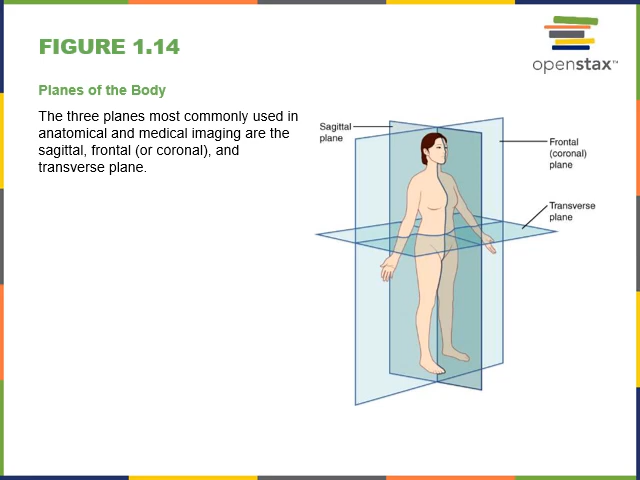 FIGURE 1.14
openstax™
Planes of the Body
The three planes most commonly used in
anatomical and medical imaging are the
sagittal, frontal (or coronal), and
transverse plane.
Sagittal
plane
Frontal
(coronal)
plane
Transverse
plane